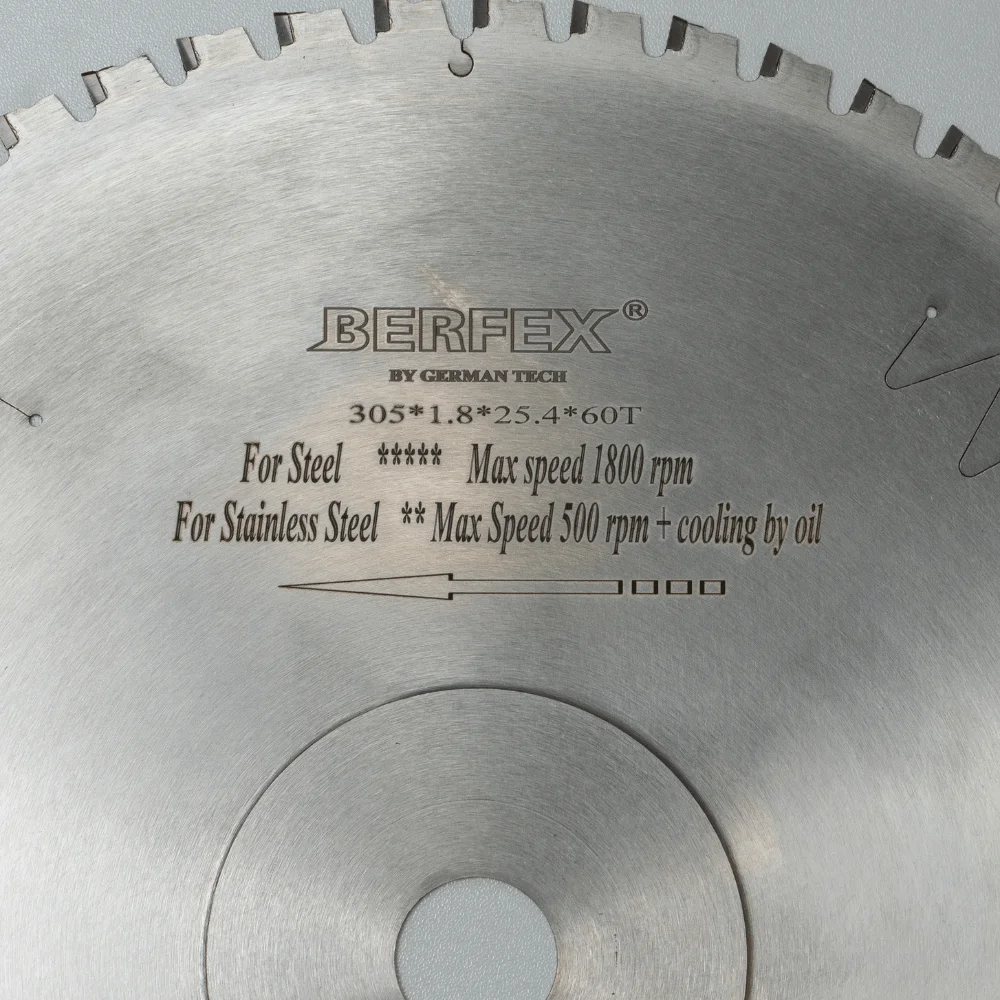 BERFEX®
BY GERMAN TECH
305*1.8*25.4*60T
For Steel ***** Max speed 1800 rpm
For Stainless Steel ** Max Speed 500 rpm + cooling by oil